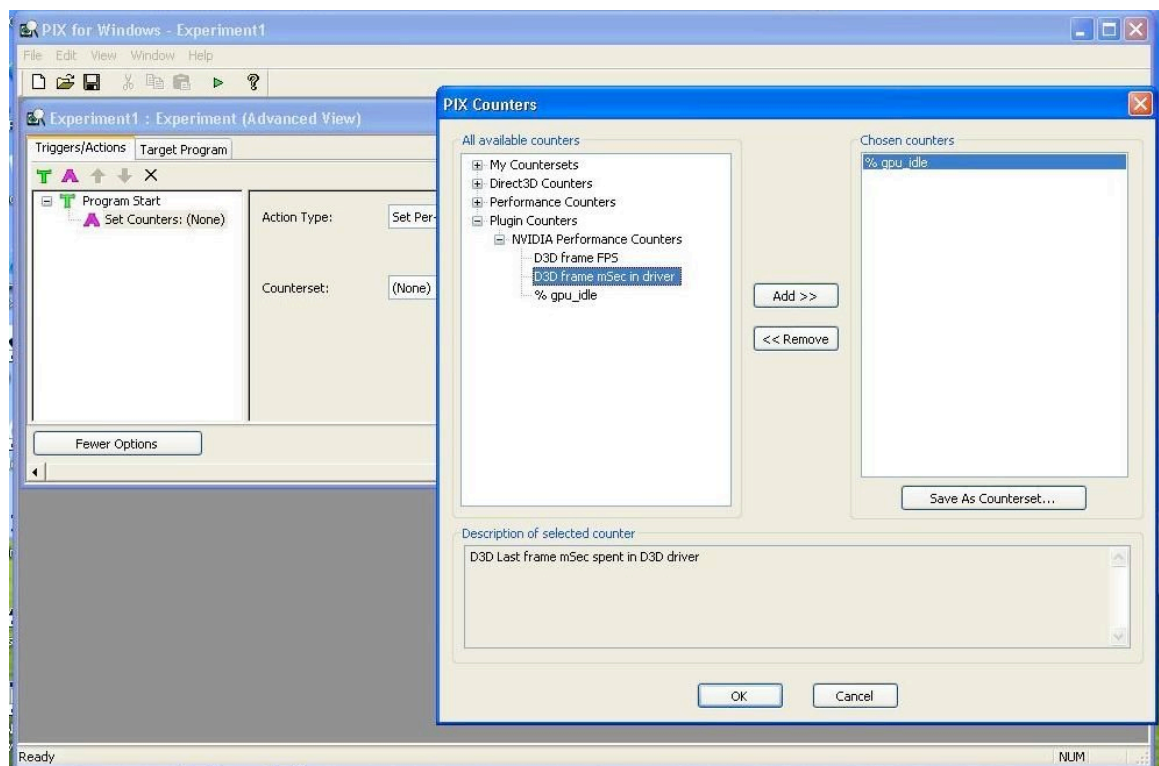 PIX for Windows - Experiment1
File Edit View Window Help
Experiment1 : Experiment (Advanced View)
Triggers/Actions Target Program
Program Start
Set Counters: (None)
Action Type: Set Per-
Counterset: (None)
Fewer Options
PIX Counters
All available counters
My Countersets
Direct3D Counters
Performance Counters
Plugin Counters
NVIDIA Performance Counters
D3D frame FPS
D3D frame mSec in driver
% gpu_idle
Add >>
<< Remove
Chosen counters
% gpu_idle
Save As Counterset...
Description of selected counter
D3D Last frame mSec spent in D3D driver
OK Cancel
Ready NUM